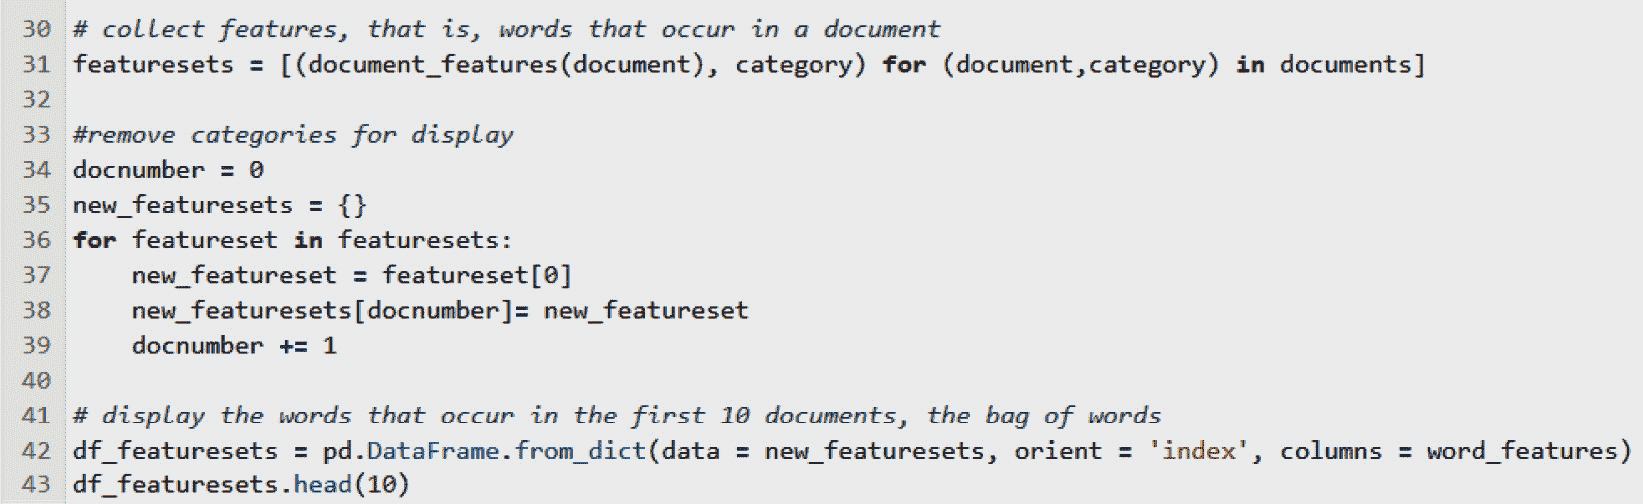 30 # collect features, that is, words that occur in a document
31 featuresets = [(document_features(document), category) for (document,category) in documents]
32
33 #remove categories for display
34 docnumber = 0
35 new_featuresets = {}
36 for featureset in featuresets:
37     new_featureset = featureset[0]
38     new_featuresets[docnumber]= new_featureset
39     docnumber += 1
40
41 # display the words that occur in the first 10 documents, the bag of words
42 df_featuresets = pd.DataFrame.from_dict(data = new_featuresets, orient = 'index', columns = word_features)
43 df_featuresets.head(10)